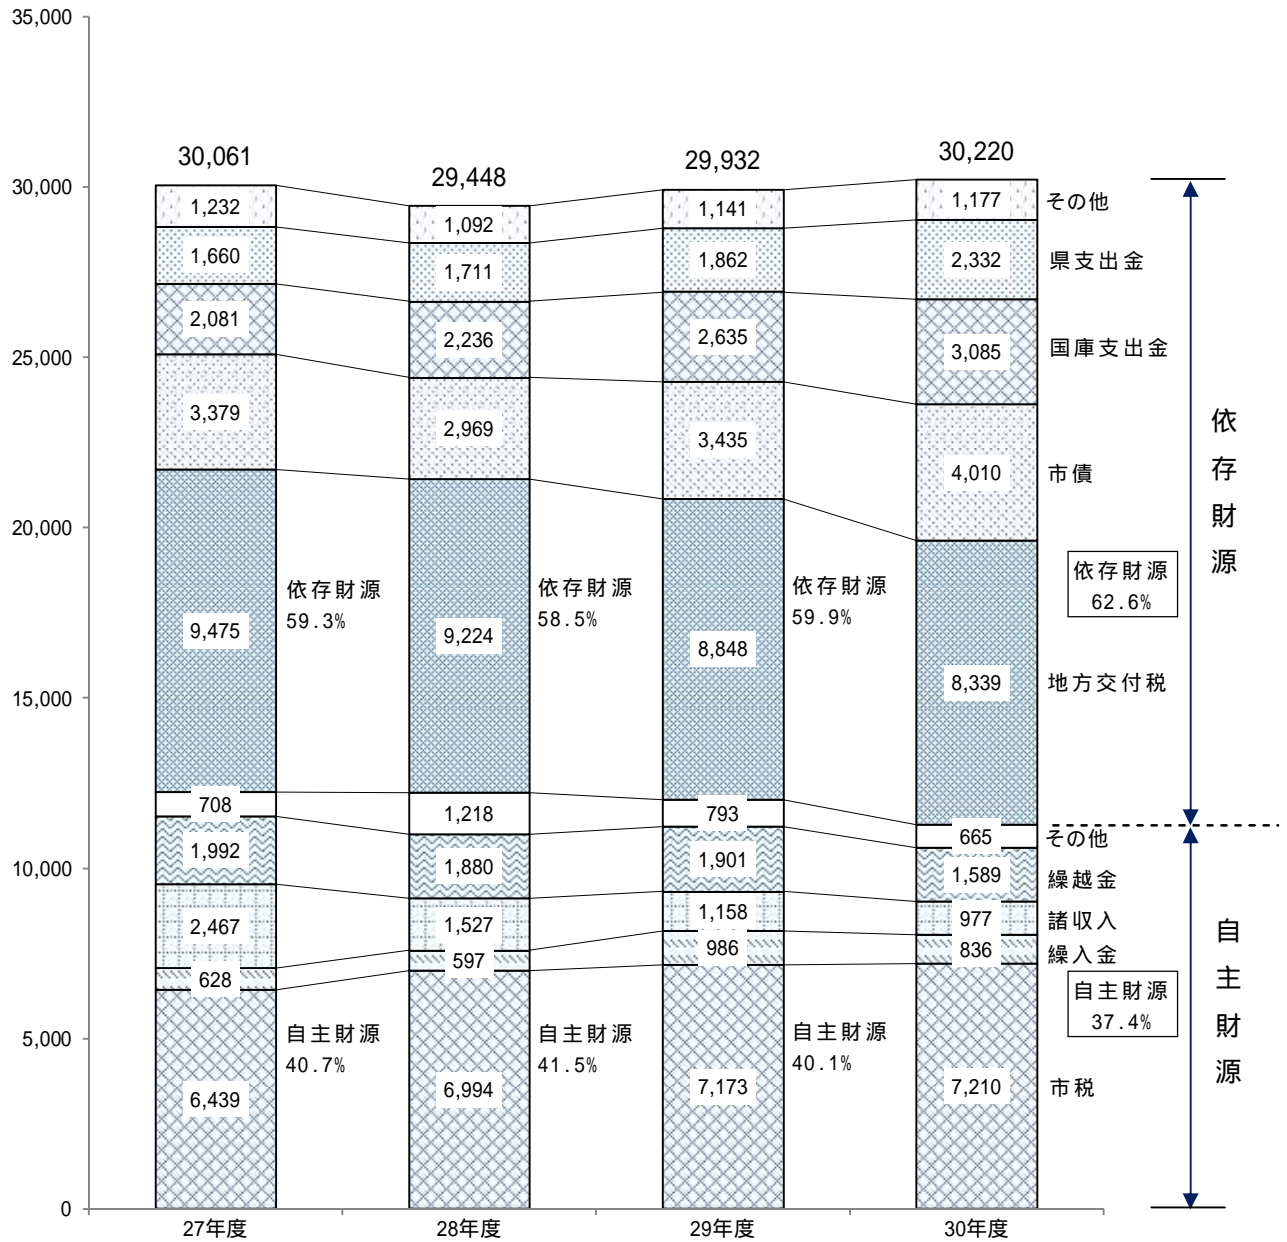 35,000
30,000
25,000
20,000
15,000
10,000
5,000
0
30,061
1,232
1,660
2,081
3,379
9,475
708
1,992
2,467
628
6,439
27年度
依存財源
59.3%
自主財源
40.7%
29,448
1,092
1,711
2,236
2,969
9,224
1,218
1,880
1,527
597
6,994
28年度
依存財源
58.5%
自主財源
41.5%
29,932
1,141
1,862
2,635
3,435
8,848
793
1,901
1,158
986
7,173
29年度
依存財源
59.9%
自主財源
40.1%
30,220
1,177
2,332
3,085
4,010
8,339
665
1,589
977
836
7,210
30年度
その他
県支出金
国庫支出金
市債
依存財源
62.6%
地方交付税
その他
繰越金
諸収入
繰入金
自主財源
37.4%
市税
依存財源
自主財源